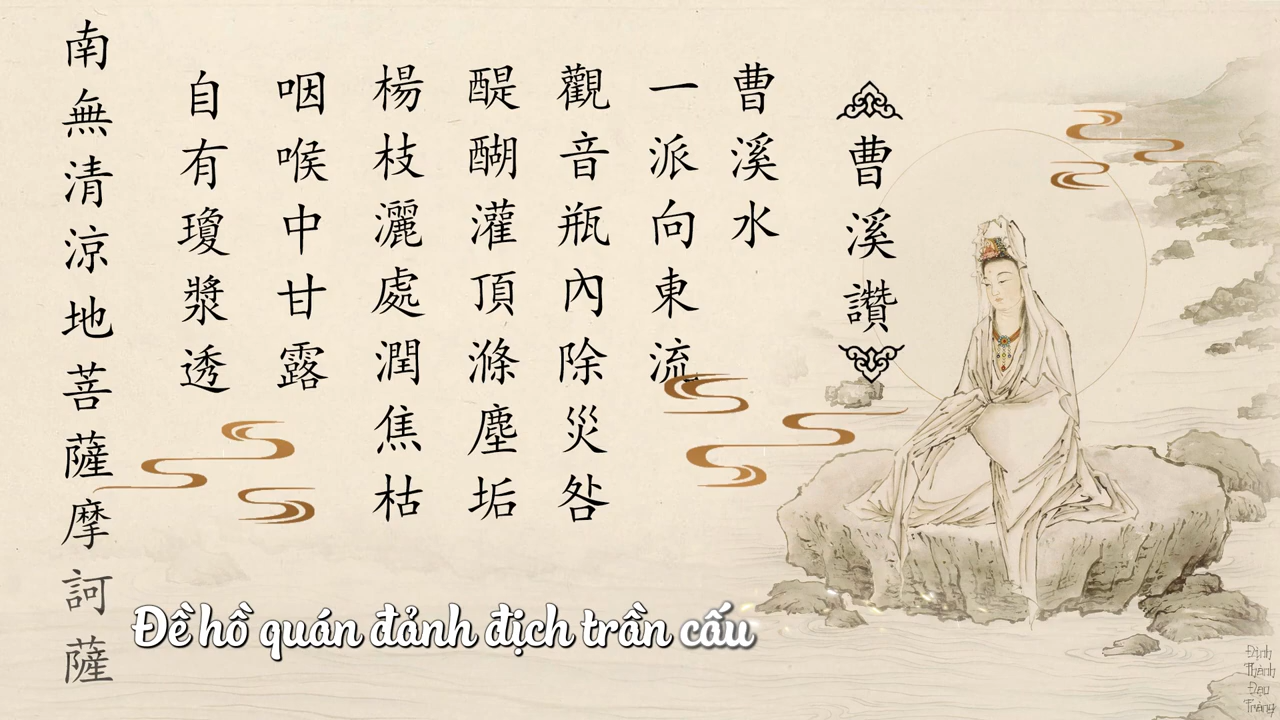 曹溪讚
曹溪水
一派向東流
觀音瓶內除災咎
醍醐灌頂滌塵垢
楊枝灑處潤焦枯
咽喉中甘露
自有瓊漿透
南無清涼地菩薩摩訶薩
Đề hồ quán đảnh địch trần cấu
Định
Thành
Đạo
Tràng